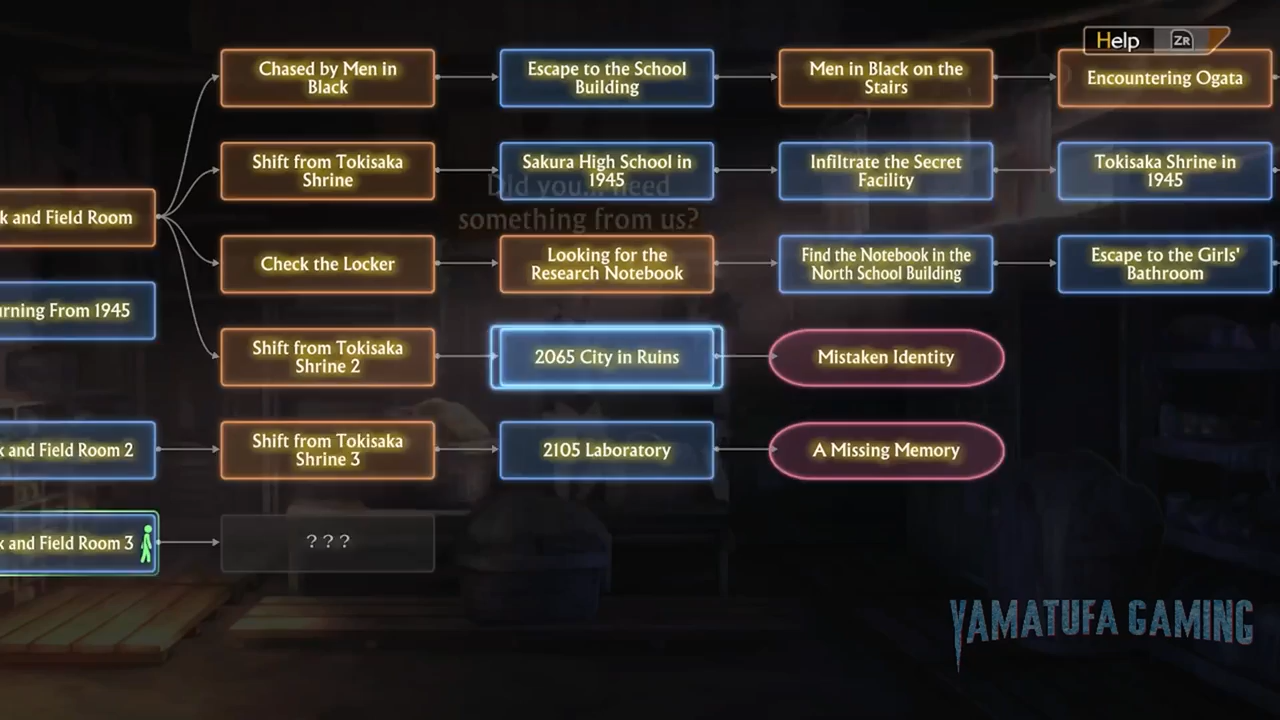 Help ZR
Chased by Men in
Black
Escape to the School
Building
Men in Black on the
Stairs
Encountering Ogata
Shift from Tokisaka
Shrine
Sakura High School in
1945
Infiltrate the Secret
Facility
Tokisaka Shrine in
1945
Did you... need
something from us?
k and Field Room
Check the Locker
Looking for the
Research Notebook
Find the Notebook in the
North School Building
Escape to the Girls'
Bathroom
urning From 1945
Shift from Tokisaka
Shrine 2
2065 City in Ruins
Mistaken Identity
k and Field Room 2
Shift from Tokisaka
Shrine 3
2105 Laboratory
A Missing Memory
k and Field Room 3
???
YAMATUFA GAMING